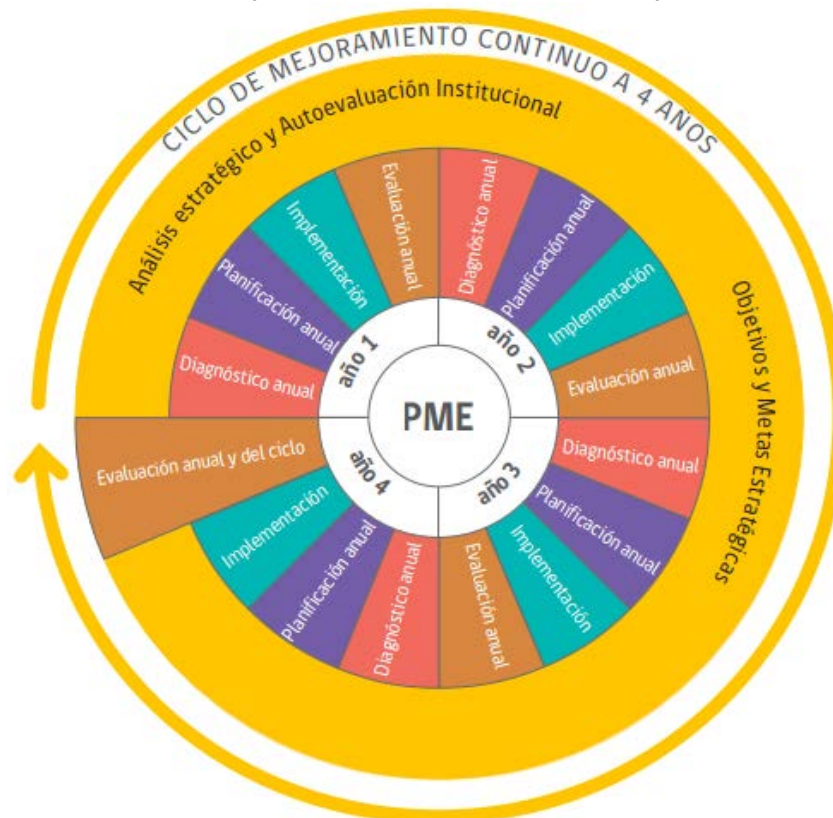 CICLO DE MEJORAMIENTO CONTINUO A 4 AÑOS
Análisis estratégico y Autoevaluación Institucional
Objetivos y Metas Estratégicas
PME
año 1
Diagnóstico anual
Planificación anual
Implementación
Evaluación anual
año 2
Diagnóstico anual
Planificación anual
Implementación
Evaluación anual
año 3
Diagnóstico anual
Planificación anual
Implementación
Evaluación anual
año 4
Diagnóstico anual
Planificación anual
Implementación
Evaluación anual y del ciclo